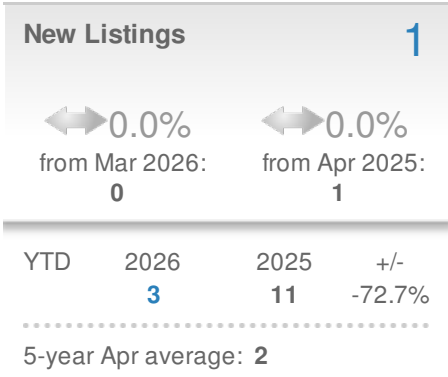 New Listings 1
0.0% 0.0%
from Mar 2026: from Apr 2025:
0 1
YTD 2026 2025 +/-
3 11 -72.7%
5-year Apr average: 2